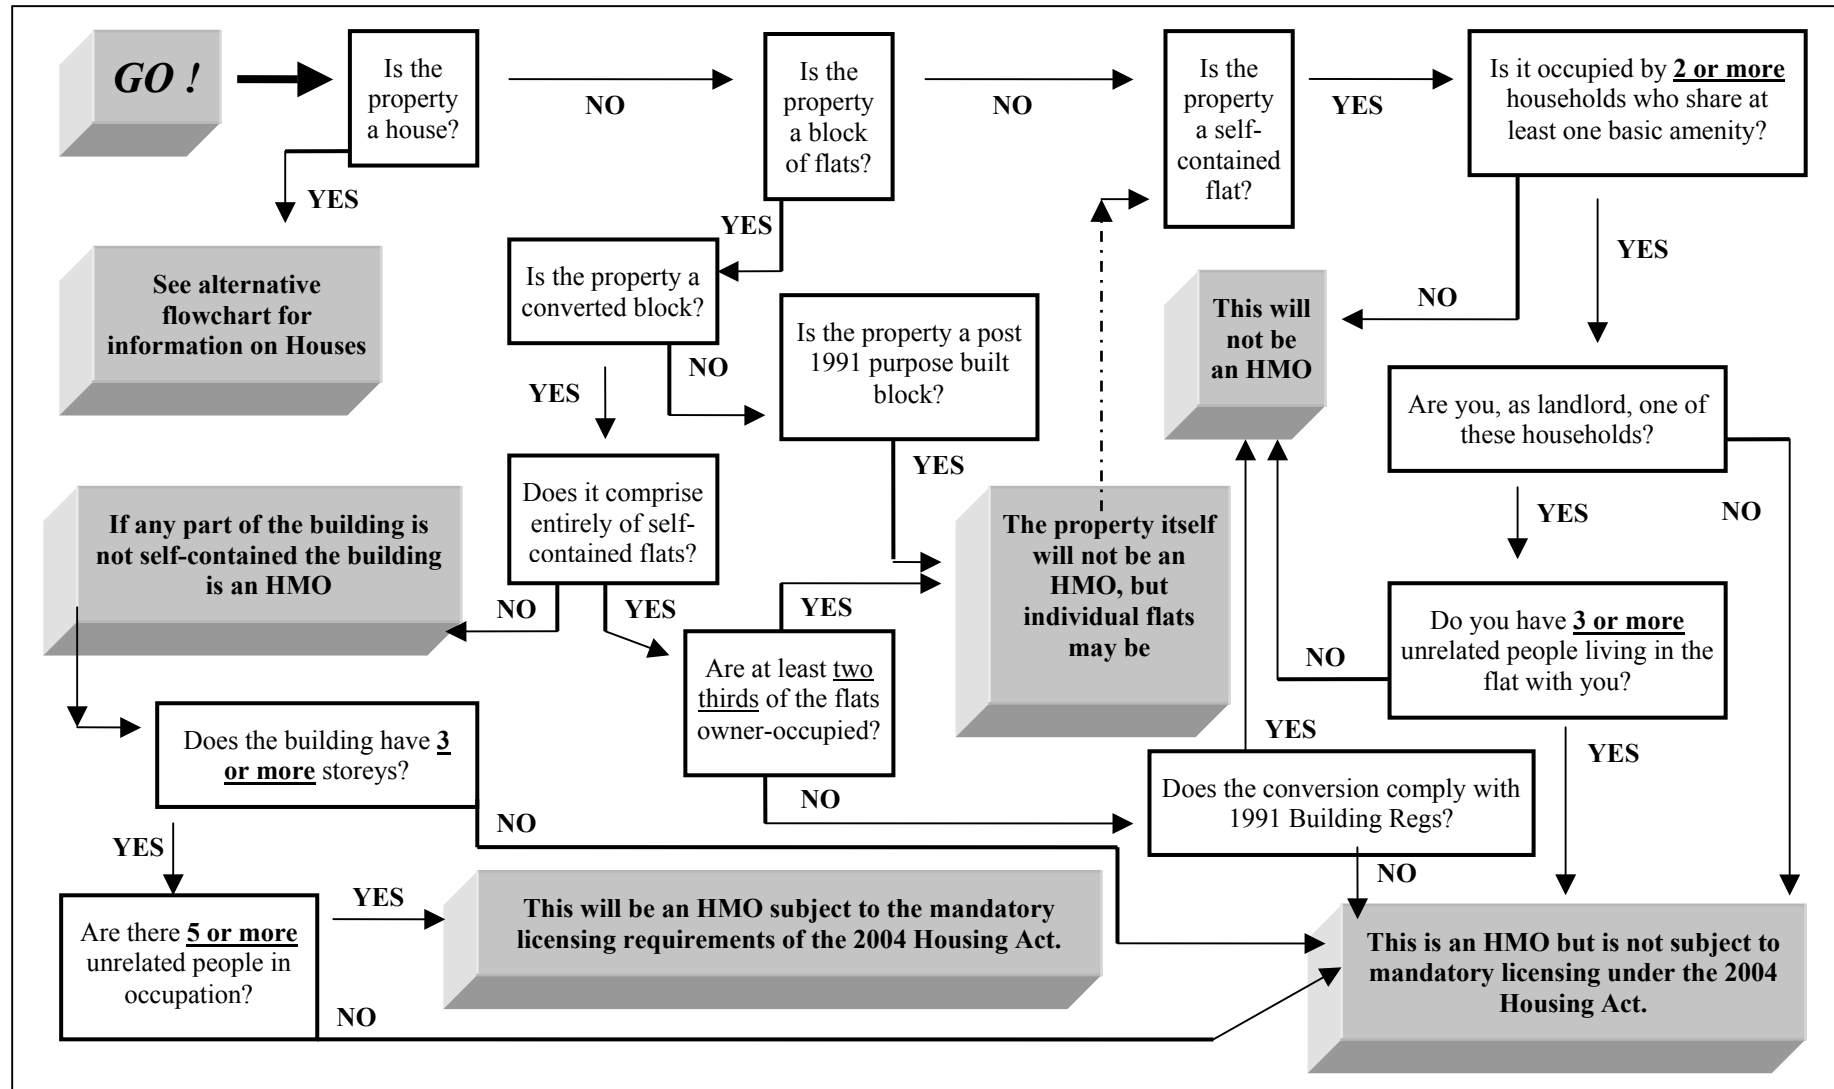 GO !
Is the
property
a house?
NO
Is the
property
a block
of flats?
NO
Is the
property
a self-
contained
flat?
YES
Is it occupied by 2 or more
households who share at
least one basic amenity?
YES
See alternative
flowchart for
information on Houses
YES
Is the property a
converted block?
NO
YES
Is the property a post
1991 purpose built
block?
YES
NO
This will
not be
an HMO
YES
Are you, as landlord, one of
these households?
YES
NO
Does it comprise
entirely of self-
contained flats?
NO
YES
If any part of the building is
not self-contained the building
is an HMO
The property itself
will not be an
HMO, but
individual flats
may be
Do you have 3 or more
unrelated people living in the
flat with you?
NO
YES
Are at least two
thirds of the flats
owner-occupied?
YES
NO
Does the building have 3
or more storeys?
NO
YES
Does the conversion comply with
1991 Building Regs?
YES
NO
Are there 5 or more
unrelated people in
occupation?
YES
NO
This will be an HMO subject to the mandatory
licensing requirements of the 2004 Housing Act.
This is an HMO but is not subject to
mandatory licensing under the 2004
Housing Act.